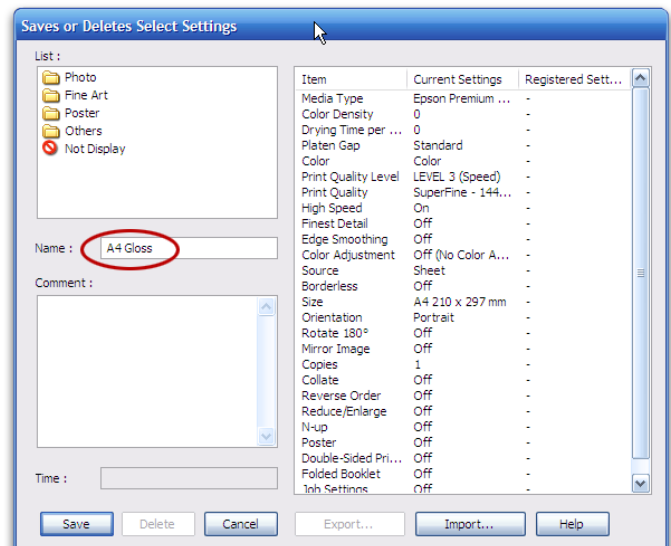 Saves or Deletes Select Settings
List :
Photo
Fine Art
Poster
Others
Not Display
Name : A4 Gloss
Comment :
Time :
Item Current Settings Registered Sett...
Media Type Epson Premium ... -
Color Density 0 -
Drying Time per ... 0 -
Platen Gap Standard -
Color Color -
Print Quality Level LEVEL 3 (Speed) -
Print Quality SuperFine - 144... -
High Speed On -
Finest Detail Off -
Edge Smoothing Off -
Color Adjustment Off (No Color A... -
Source Sheet -
Borderless Off -
Size A4 210 x 297 mm -
Orientation Portrait -
Rotate 180° Off -
Mirror Image Off -
Copies 1 -
Collate Off -
Reverse Order Off -
Reduce/Enlarge Off -
N-up Off -
Poster Off -
Double-Sided Pri... Off -
Folded Booklet Off -
Job Settings Off -
Save Delete Cancel Export... Import... Help